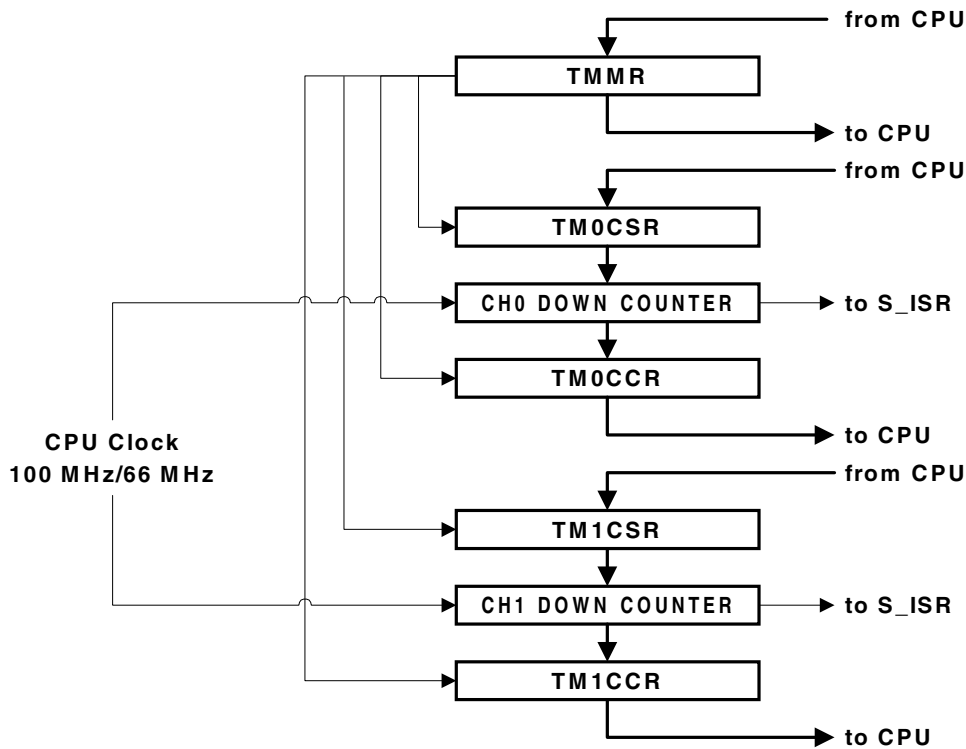 from CPU
TMMR
to CPU
from CPU
TM0CSR
CH0 DOWN COUNTER
to S_ISR
TM0CCR
to CPU
CPU Clock
100 MHz/66 MHz
from CPU
TM1CSR
CH1 DOWN COUNTER
to S_ISR
TM1CCR
to CPU